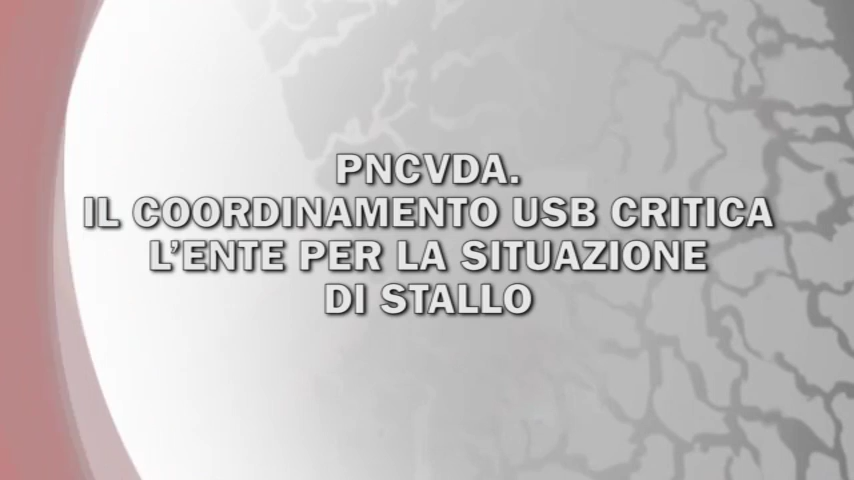 PNCVDA.
IL COORDINAMENTO USB CRITICA
L'ENTE PER LA SITUAZIONE
DI STALLO